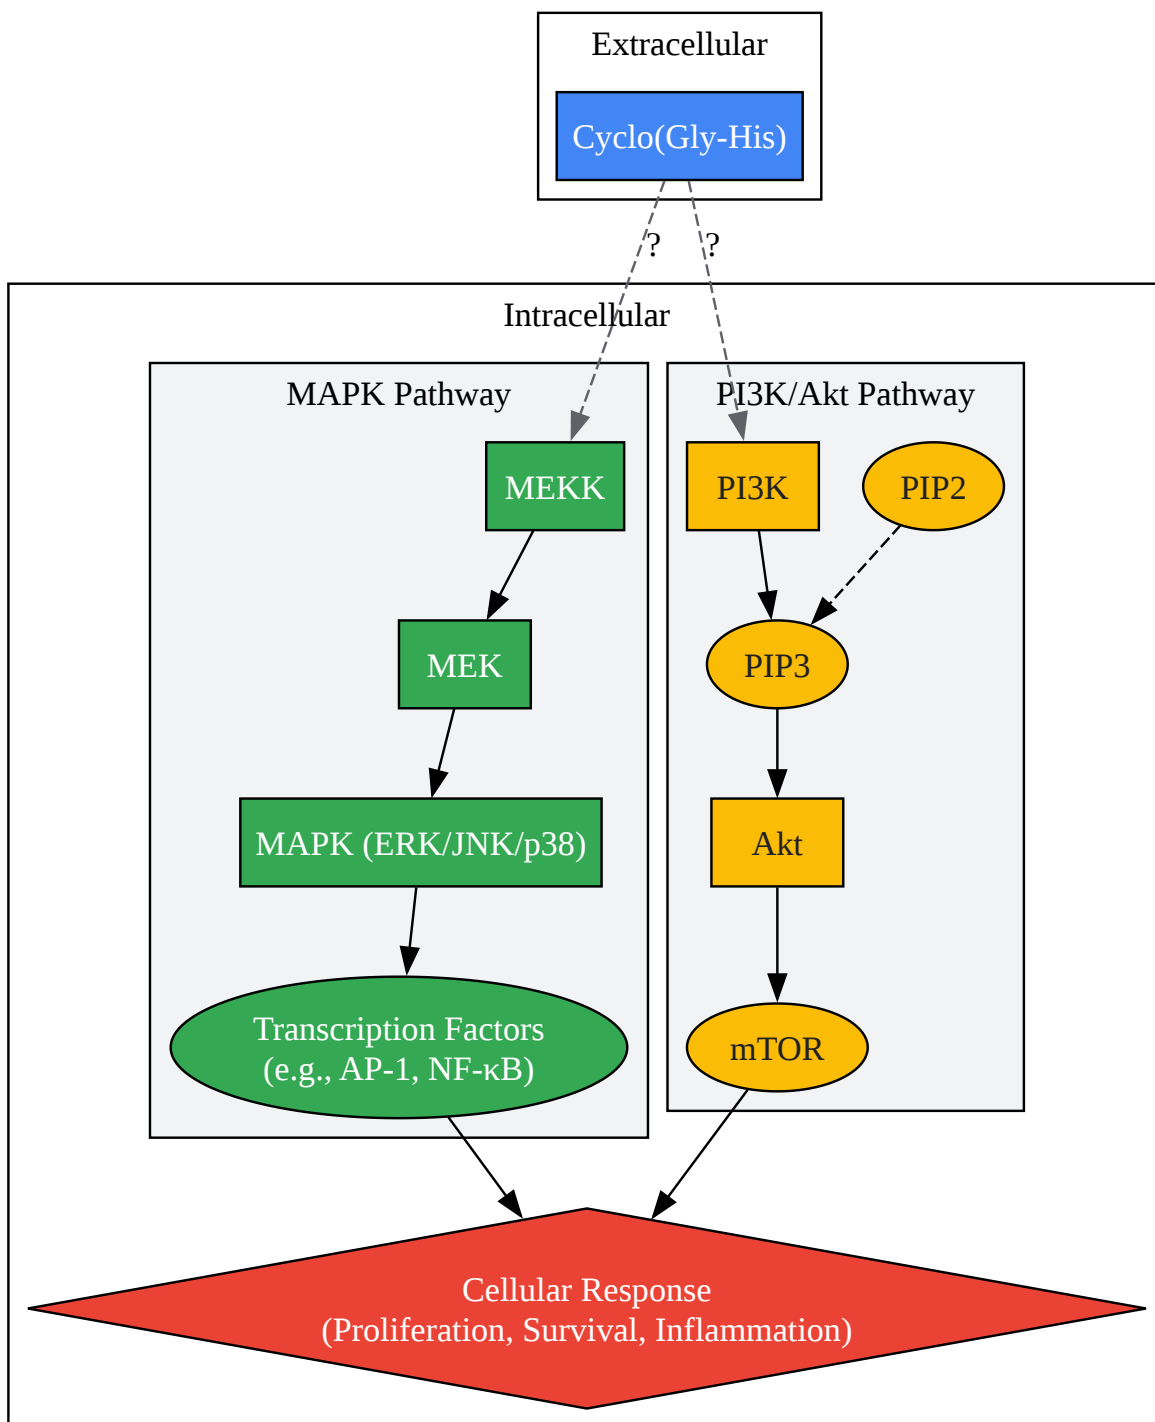 Extracellular
Cyclo(Gly-His)
?
?
Intracellular
MAPK Pathway
MEKK
MEK
MAPK (ERK/JNK/p38)
Transcription Factors
(e.g., AP-1, NF-κB)
PI3K/Akt Pathway
PI3K
PIP2
PIP3
Akt
mTOR
Cellular Response
(Proliferation, Survival, Inflammation)